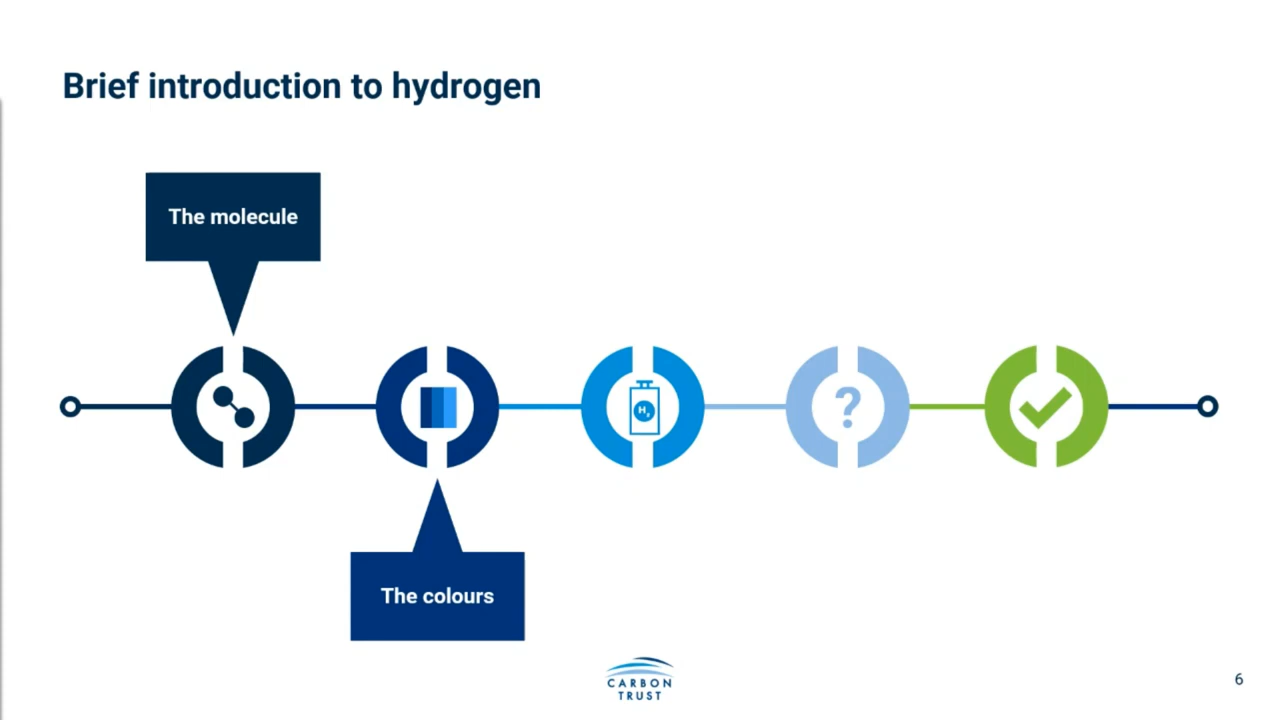 Brief introduction to hydrogen
The molecule
H₂
?
The colours
CARBON
TRUST
6